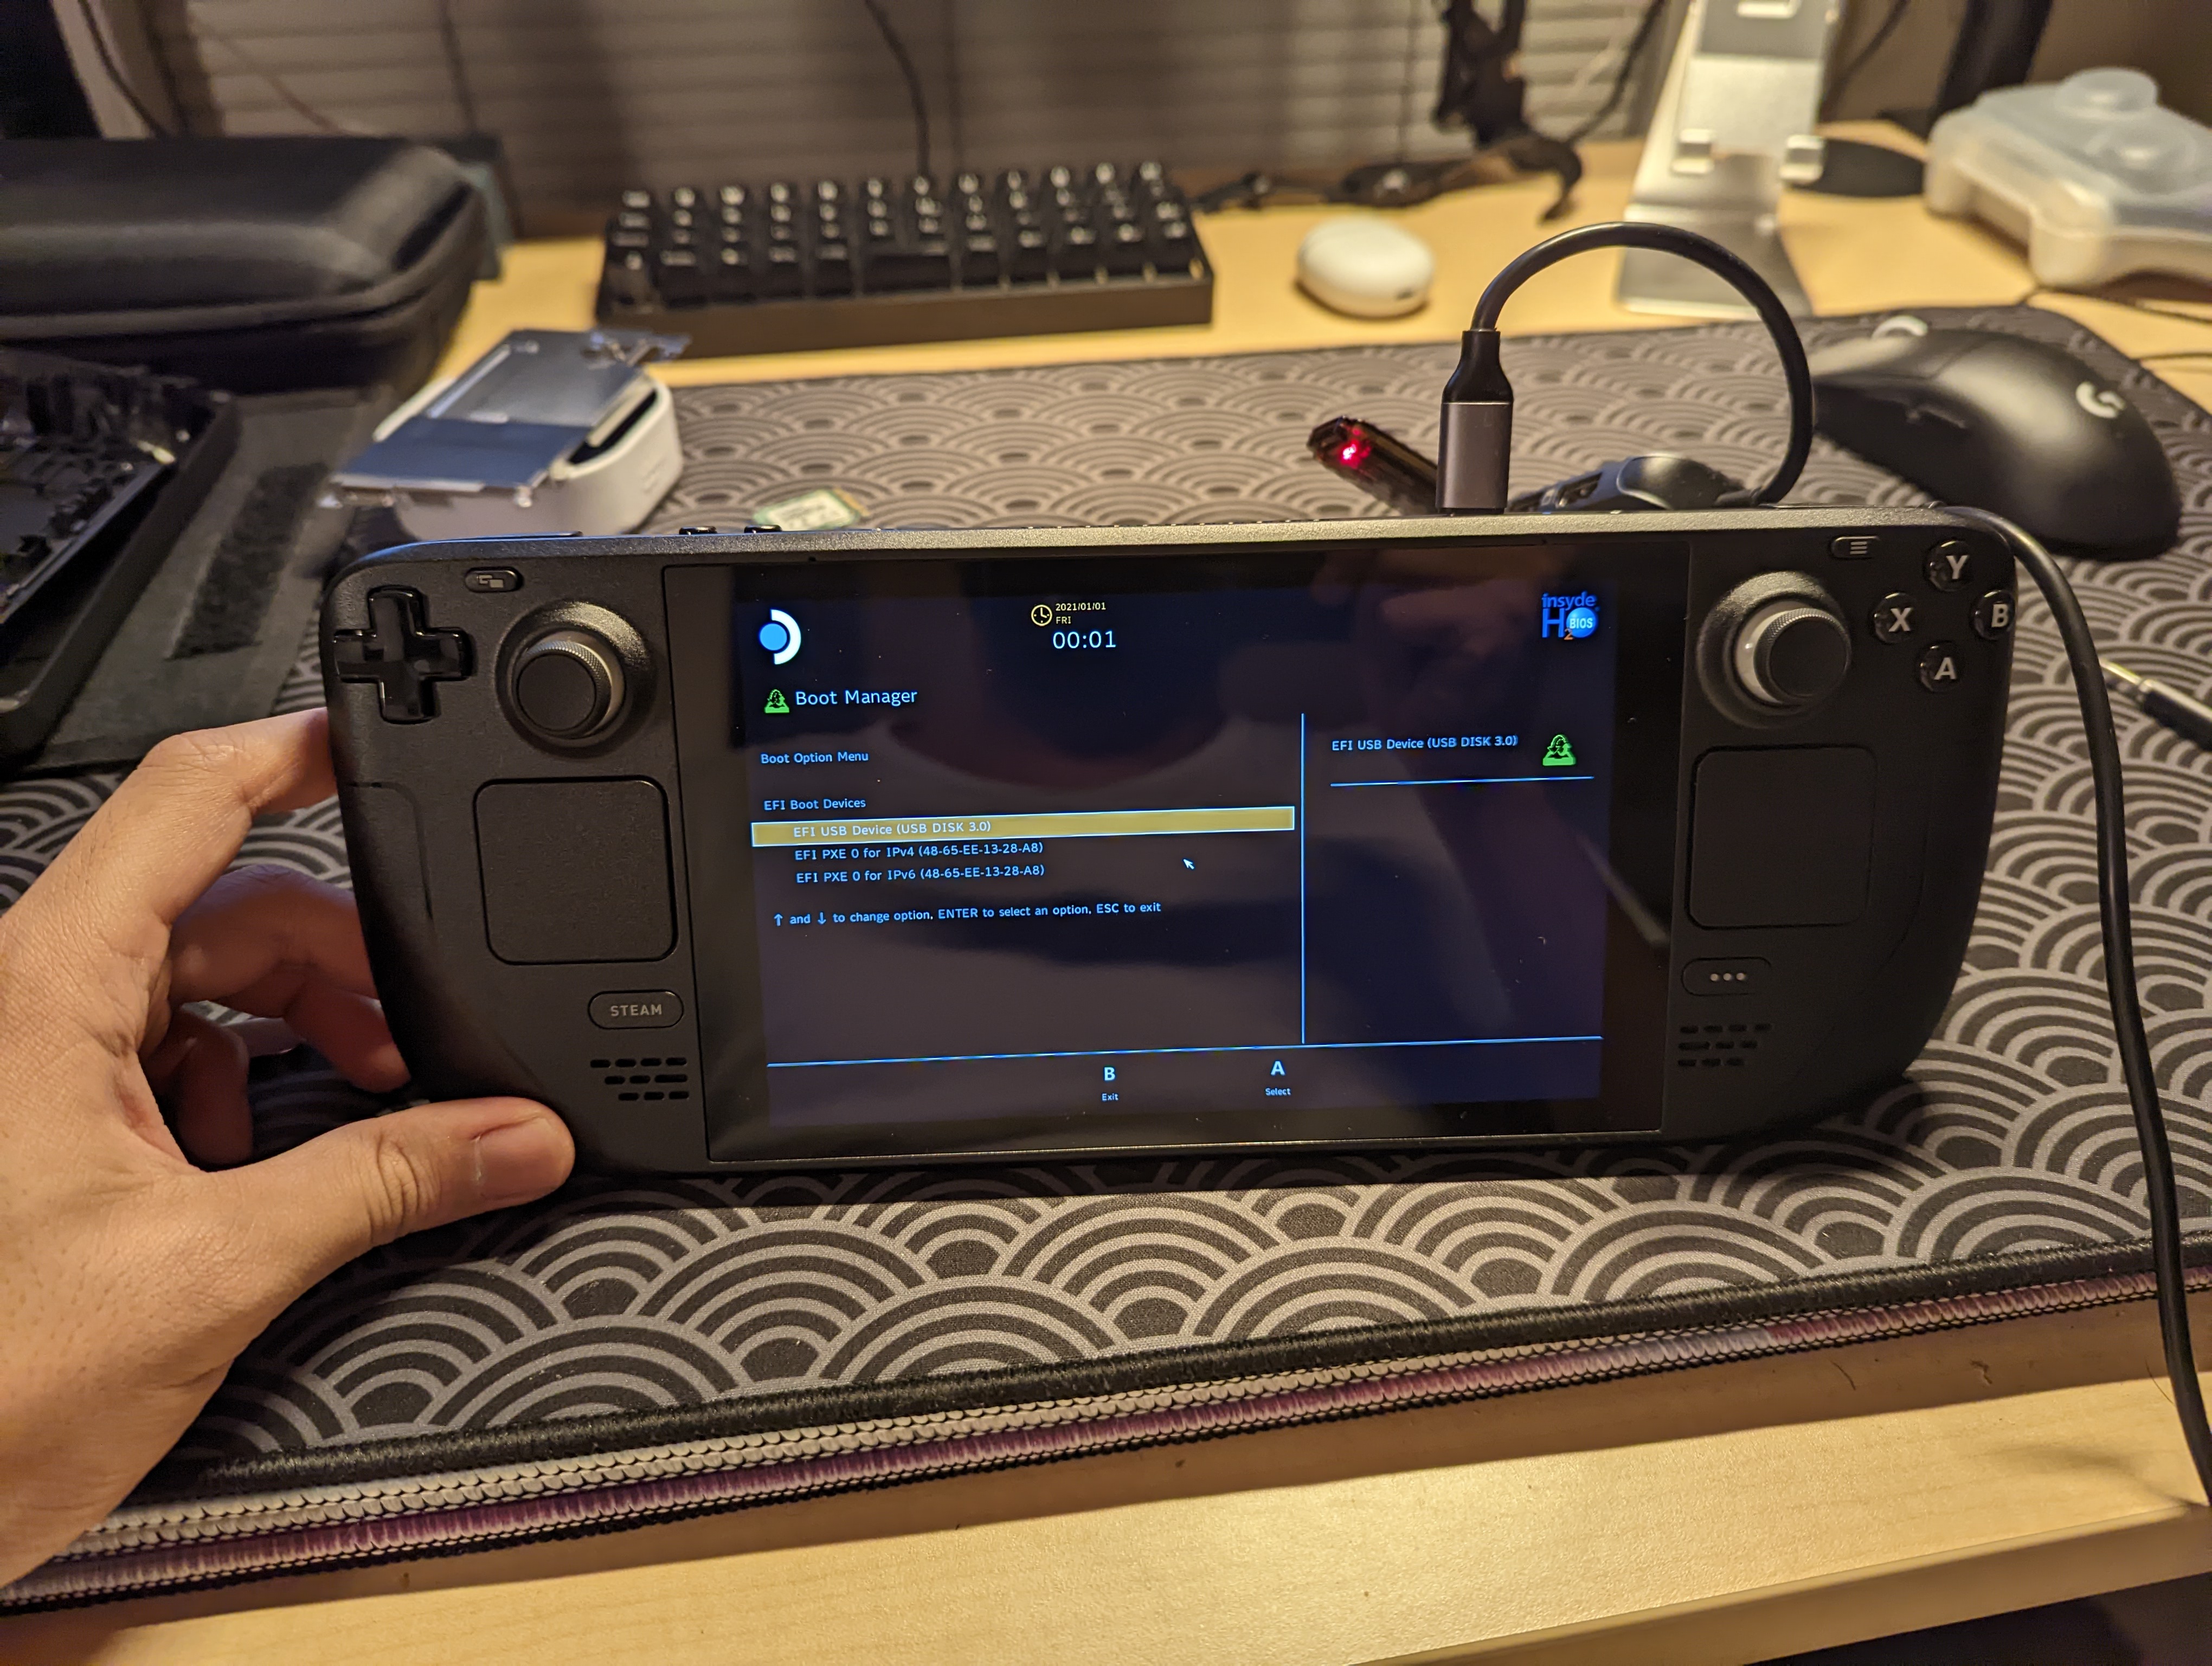 2021/01/01
FRI
00:01
insyde
H2O BIOS
Boot Manager
Boot Option Menu
EFI Boot Devices
EFI USB Device (USB DISK 3.0)
EFI PXE 0 for IPv4 (48-65-EE-13-28-A8)
EFI PXE 0 for IPv6 (48-65-EE-13-28-A8)
↑ and ↓ to change option, ENTER to select an option, ESC to exit
EFI USB Device (USB DISK 3.0)
B
Exit
A
Select
STEAM
Y
X
B
A
G